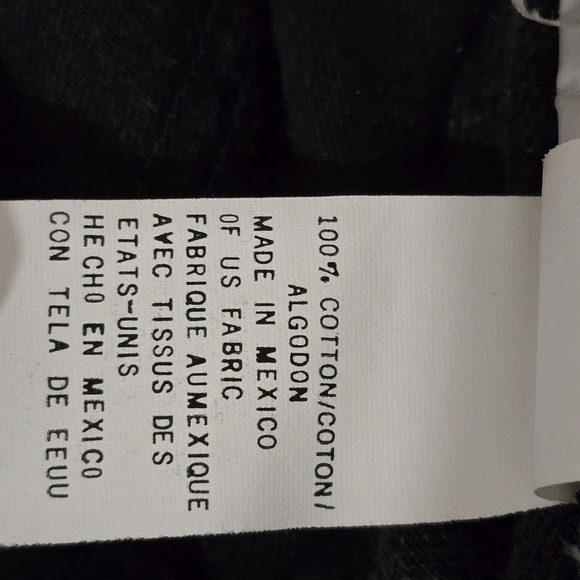 100% COTTON/COTON/
ALGODON
MADE IN MEXICO
OF US FABRIC
FABRIQUE AUMEXIQUE
AVEC TISSUS DES
ETATS-UNIS
HECHO EN MEXICO
CON TELA DE EEUU